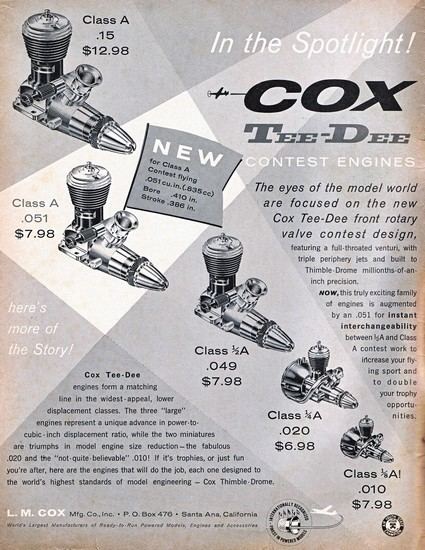 Class A
.15
$12.98
In the Spotlight!
COX
TEE-DEE
CONTEST ENGINES
NEW
for Class A
Contest flying
.051 cu. in. (.835cc)
Bore .410 in.
Stroke .386 in.
Class A
.051
$7.98
The eyes of the model world
are focused on the new
Cox Tee-Dee front rotary
valve contest design,
featuring a full-throated venturi, with
triple periphery jets and built to
Thimble-Drome millionths-of-an-
inch precision.
NOW, this truly exciting family
of engines is augmented
by an .051 for instant
interchangeability
between ½A and Class
A contest work to
increase your fly-
ing sport and
to double
your trophy
opportu-
nities.
here's
more of
the Story!
Class ½A
.049
$7.98
Cox Tee-Dee
engines form a matching
line in the widest-appeal, lower
displacement classes. The three "large"
engines represent a unique advance in power-to-
cubic-inch displacement ratio, while the two miniatures
are triumphs in model engine size reduction — the fabulous
.020 and the "not-quite-believable" .010! If it's trophies, or just fun
you're after, here are the engines that will do the job, each one designed to
the world's highest standards of model engineering — Cox Thimble-Drome.
Class ¼A
.020
$6.98
Class ⅛A!
.010
$7.98
L. M. COX Mfg. Co., Inc. • P. O. Box 476 • Santa Ana, California
World's Largest Manufacturers of Ready-to-Run Powered Models, Engines and Accessories
INTERNATIONALLY RECOGNIZED